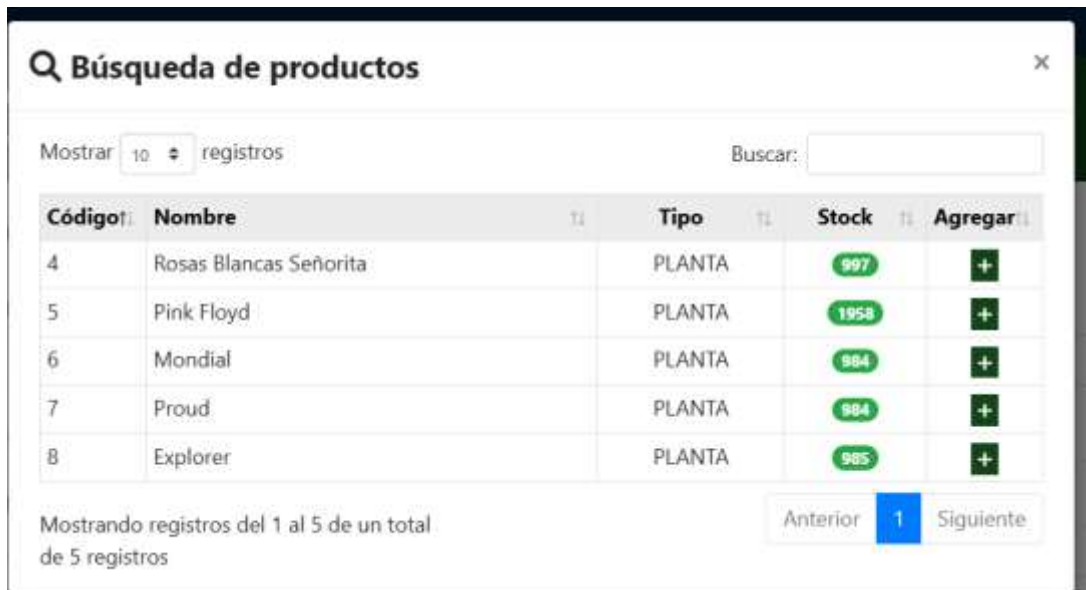 Búsqueda de productos ×
Mostrar 10 registros Buscar:
Código Nombre Tipo Stock Agregar
4 Rosas Blancas Señorita PLANTA 997 +
5 Pink Floyd PLANTA 1958 +
6 Mondial PLANTA 984 +
7 Proud PLANTA 984 +
8 Explorer PLANTA 985 +
Mostrando registros del 1 al 5 de un total
de 5 registros
Anterior 1 Siguiente